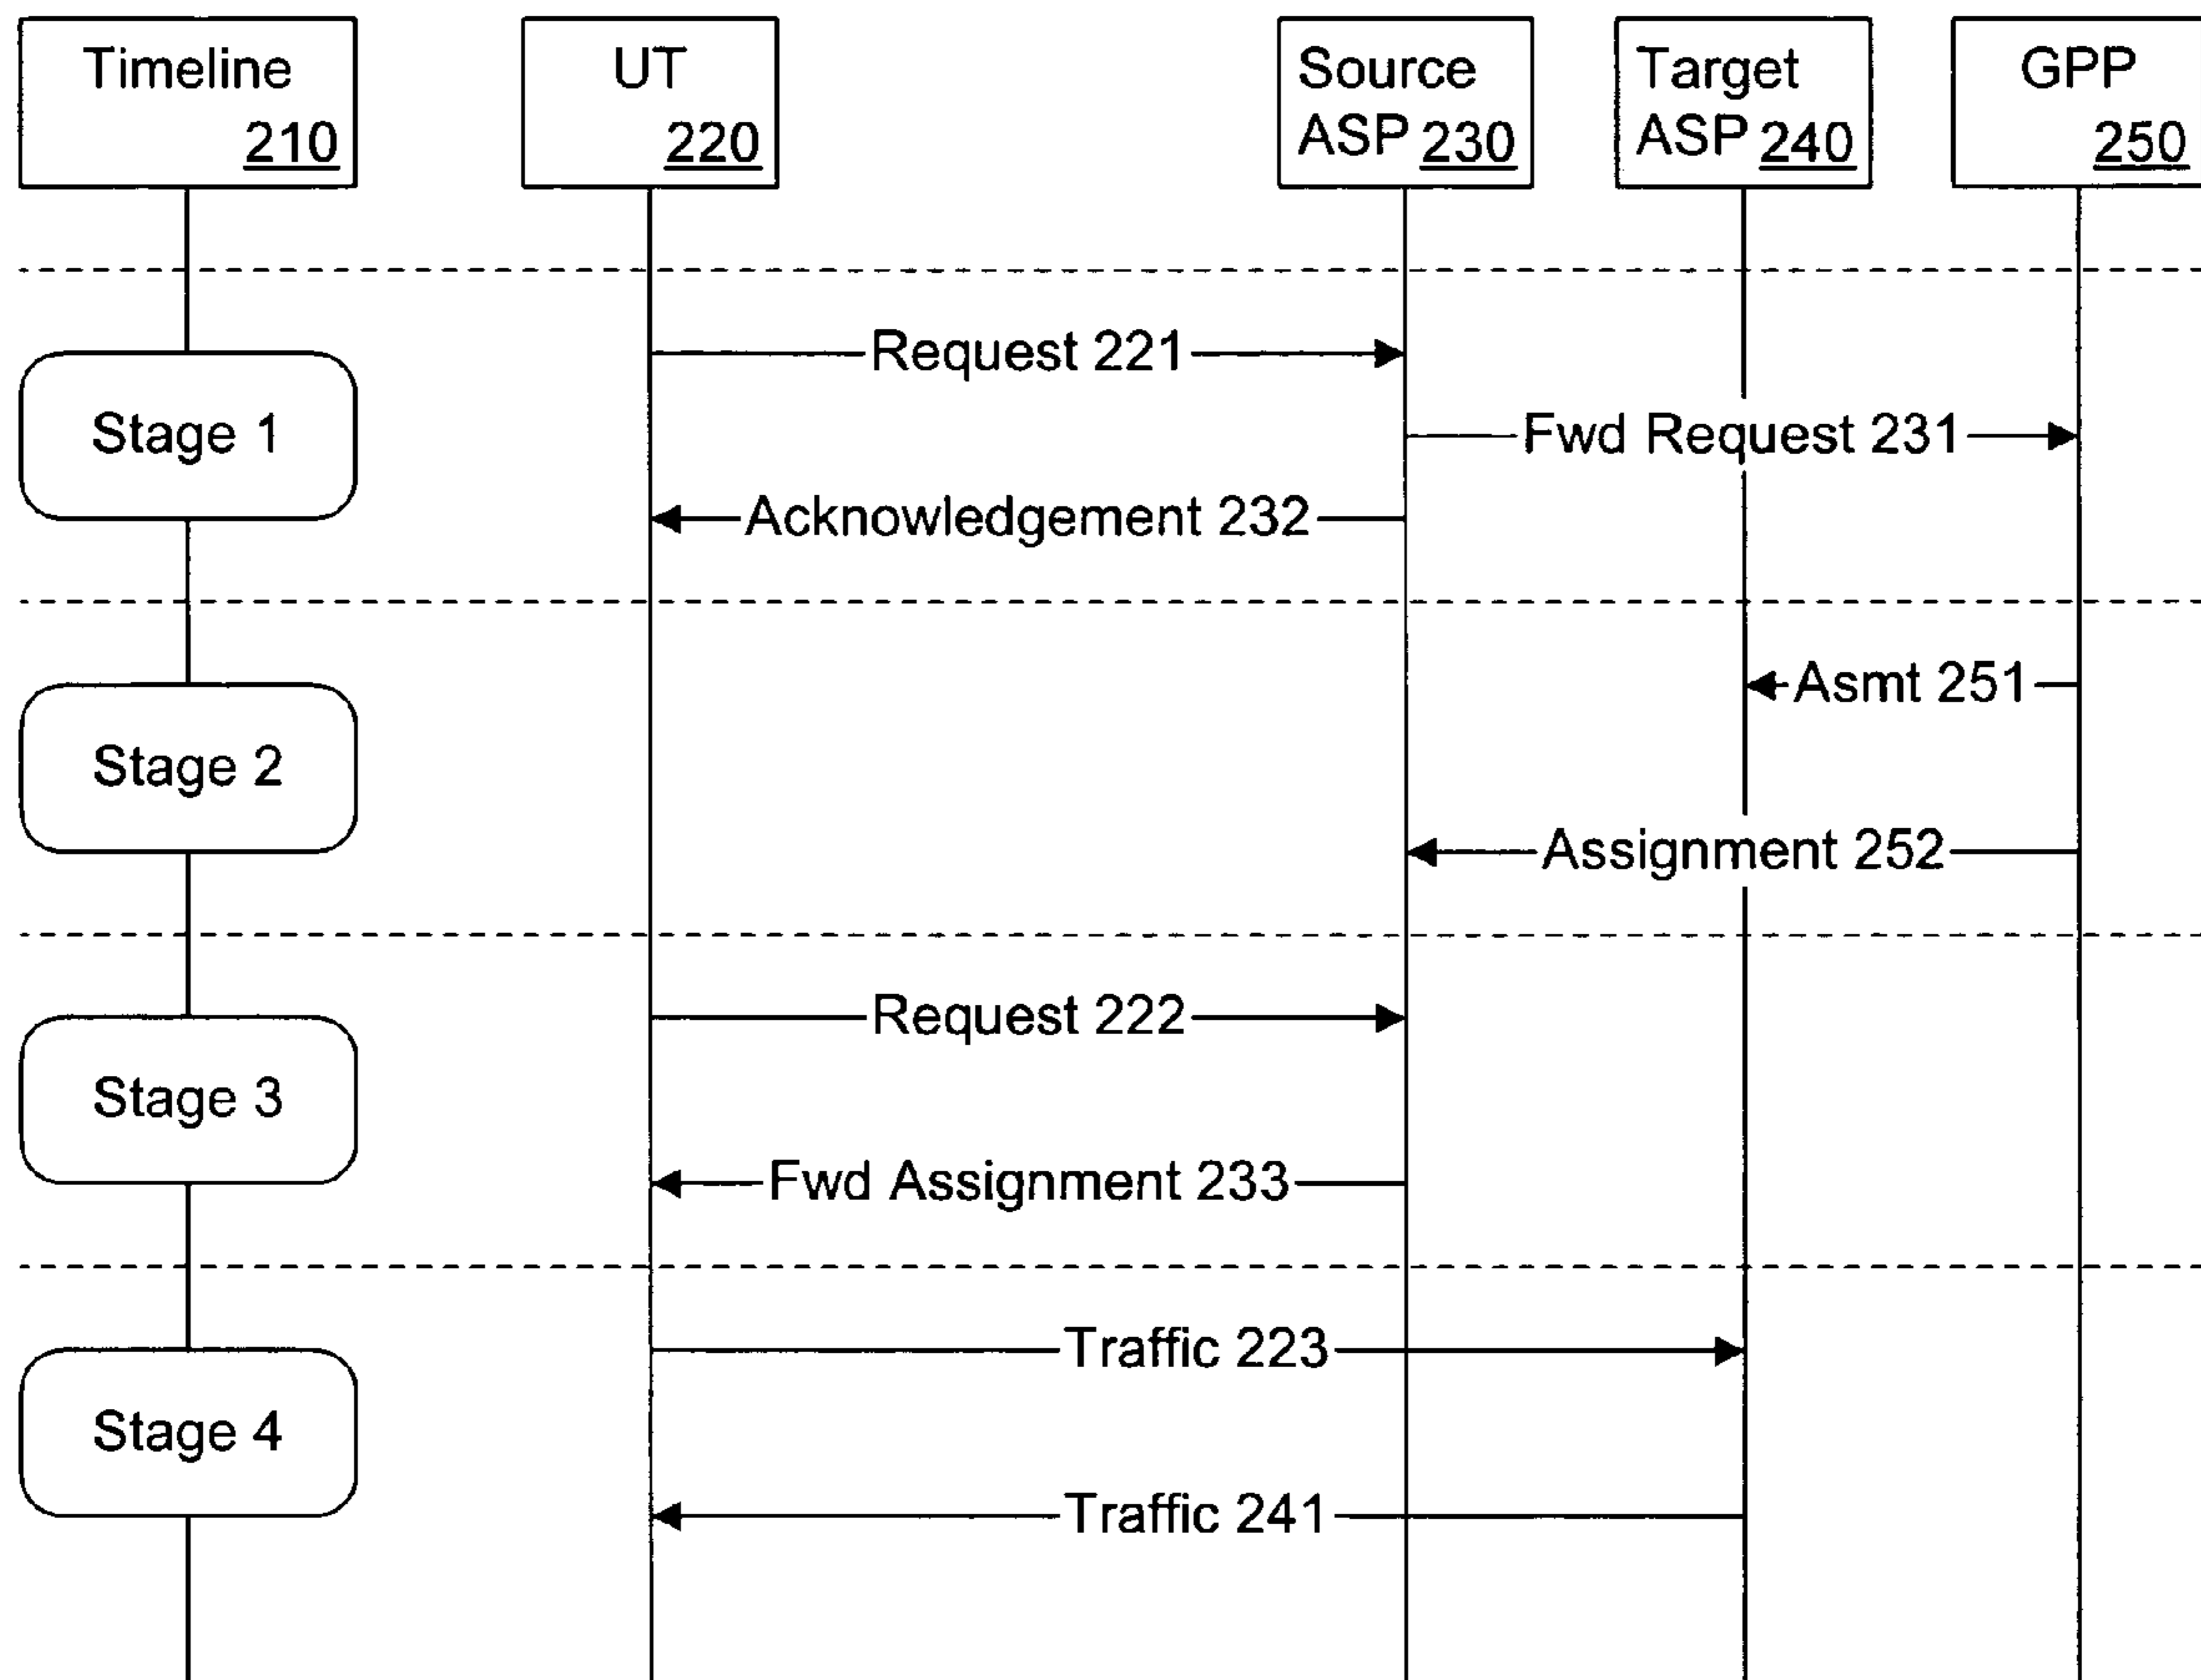 Timeline
210
UT
220
Source
ASP 230
Target
ASP 240
GPP
250
Request 221
Stage 1
Fwd Request 231
Acknowledgement 232
Asmt 251
Stage 2
Assignment 252
Request 222
Stage 3
Fwd Assignment 233
Traffic 223
Stage 4
Traffic 241